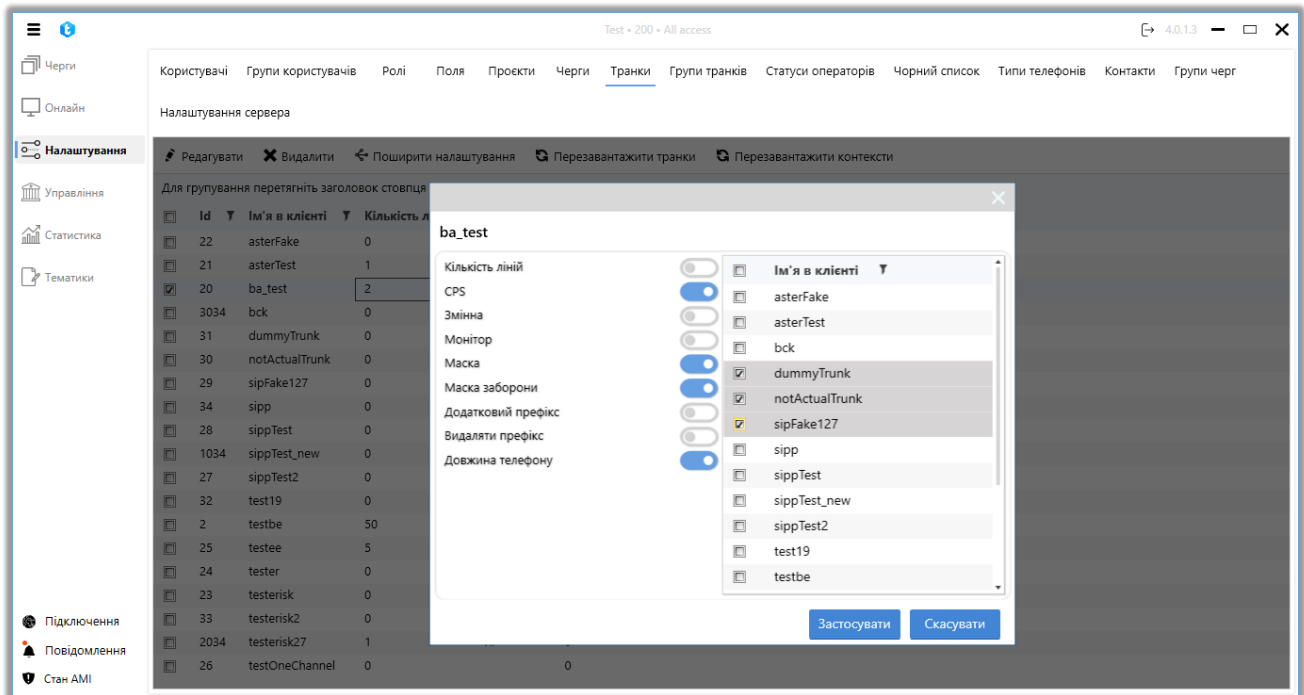 Test • 200 • All access
4.0.1.3
Черги
Онлайн
Налаштування
Управління
Статистика
Тематики
Підключення
Повідомлення
Стан AMI
Користувачі Групи користувачів Ролі Поля Проєкти Черги Транки Групи транків Статуси операторів Чорний список Типи телефонів Контакти Групи черг
Налаштування сервера
Редагувати Видалити Поширити налаштування Перезавантажити транки Перезавантажити контексти
Для групування перетягніть заголовок стовпця
Id Ім'я в клієнті Кількість л
22 asterFake 0
21 asterTest 1
20 ba_test 2
3034 bck 0
31 dummyTrunk 0
30 notActualTrunk 0
29 sipFake127 0
34 sipp 0
28 sippTest 0
1034 sippTest_new 0
27 sippTest2 0
32 test19 0
2 testbe 50
25 testee 5
24 tester 0
23 testerisk 0
33 testerisk2 0
2034 testerisk27 1
26 testOneChannel 0 0
ba_test
Кількість ліній
CPS
Змінна
Монітор
Маска
Маска заборони
Додатковий префікс
Видаляти префікс
Довжина телефону
Ім'я в клієнті
asterFake
asterTest
bck
dummyTrunk
notActualTrunk
sipFake127
sipp
sippTest
sippTest_new
sippTest2
test19
testbe
Застосувати Скасувати